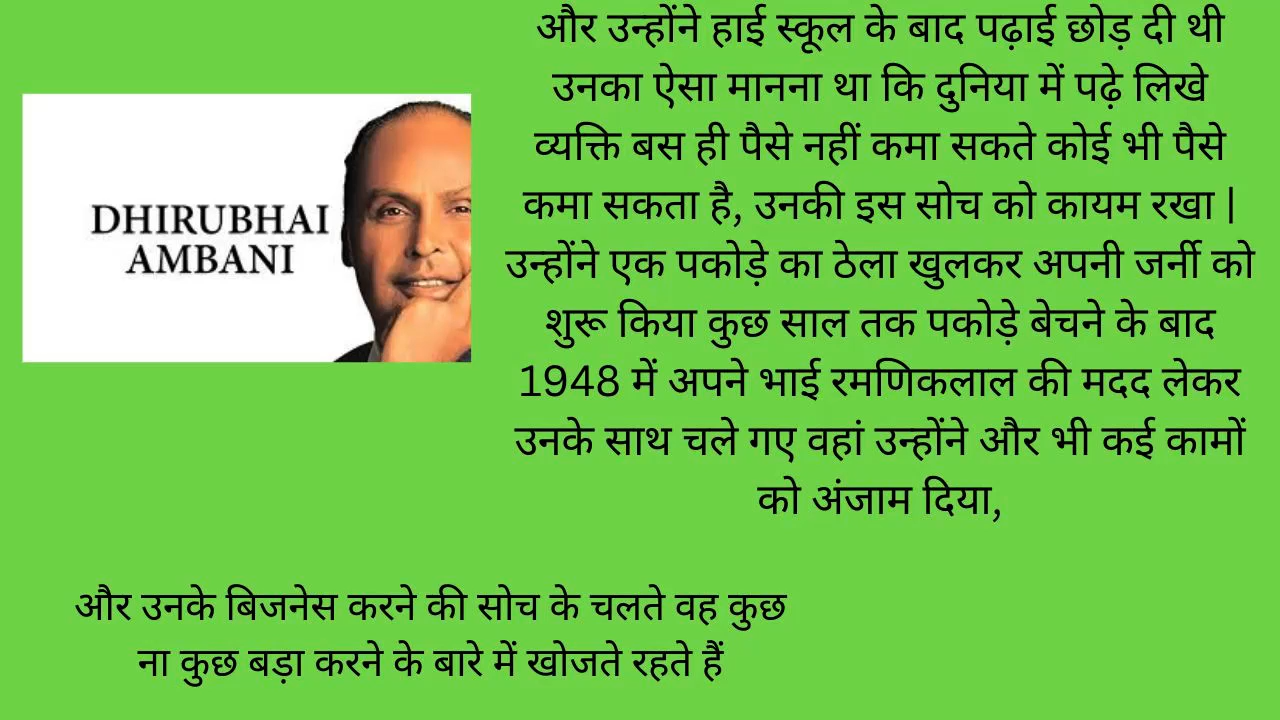 और उन्होंने हाई स्कूल के बाद पढ़ाई छोड़ दी थी
उनका ऐसा मानना था कि दुनिया में पढ़े लिखे
व्यक्ति बस ही पैसे नहीं कमा सकते कोई भी पैसे
कमा सकता है, उनकी इस सोच को कायम रखा |
उन्होंने एक पकोड़े का ठेला खुलकर अपनी जर्नी को
शुरू किया कुछ साल तक पकोड़े बेचने के बाद
1948 में अपने भाई रमणिकलाल की मदद लेकर
उनके साथ चले गए वहां उन्होंने और भी कई कामों
को अंजाम दिया,
DHIRUBHAI
AMBANI
और उनके बिजनेस करने की सोच के चलते वह कुछ
ना कुछ बड़ा करने के बारे में खोजते रहते हैं